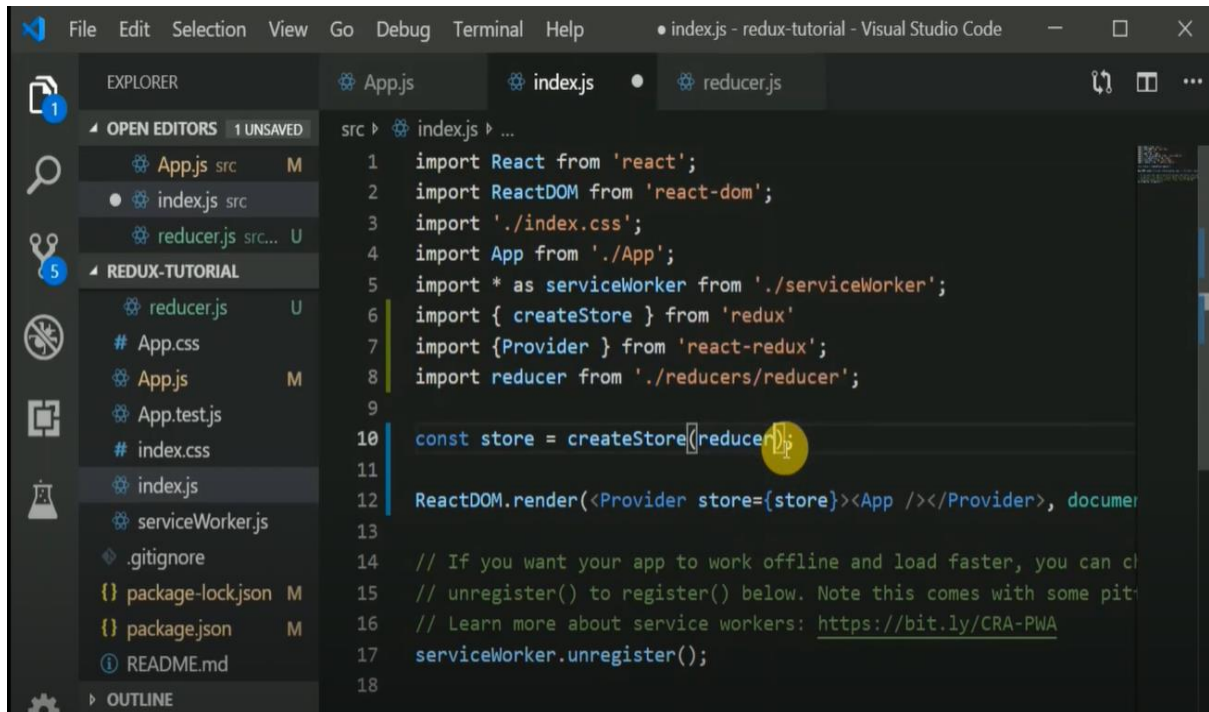 File Edit Selection View Go Debug Terminal Help ● index.js - redux-tutorial - Visual Studio Code
EXPLORER
App.js index.js ● reducer.js
1
OPEN EDITORS 1 UNSAVED
src index.js ...
App.js src M
● index.js src
reducer.js src... U
5
REDUX-TUTORIAL
reducer.js U
# App.css
App.js M
App.test.js
# index.css
index.js
serviceWorker.js
.gitignore
{} package-lock.json M
{} package.json M
README.md
OUTLINE
1 import React from 'react';
2 import ReactDOM from 'react-dom';
3 import './index.css';
4 import App from './App';
5 import * as serviceWorker from './serviceWorker';
6 import { createStore } from 'redux'
7 import {Provider } from 'react-redux';
8 import reducer from './reducers/reducer';
9
10 const store = createStore(reducer);
11
12 ReactDOM.render(<Provider store={store}><App /></Provider>, documen
13
14 // If you want your app to work offline and load faster, you can ch
15 // unregister() to register() below. Note this comes with some pit
16 // Learn more about service workers: https://bit.ly/CRA-PWA
17 serviceWorker.unregister();
18